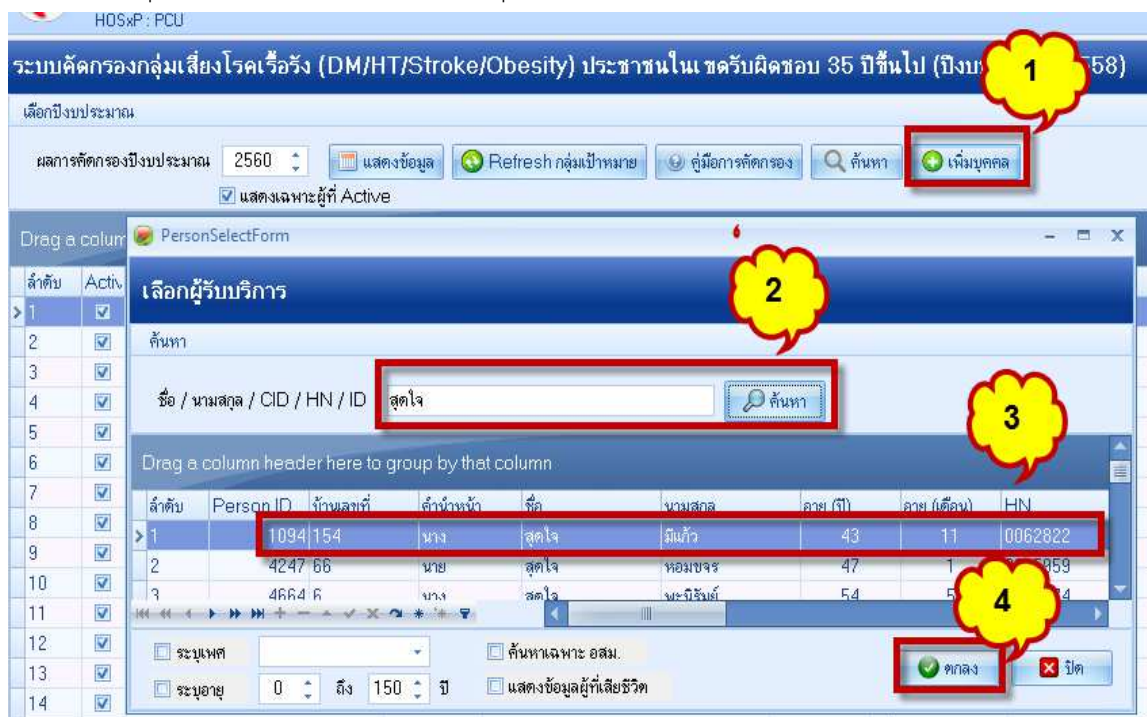 HOSxP : PCU
ระบบคัดกรองกลุ่มเสี่ยงโรคเรื้อรัง (DM/HT/Stroke/Obesity) ประชาชนในเขตรับผิดชอบ 35 ปีขึ้นไป 58)
1
เลือกปีงบประมาณ
ผลการคัดกรองปีงบประมาณ 2560 แสดงข้อมูล Refresh กลุ่มเป้าหมาย คู่มือการคัดกรอง ค้นหา เพิ่มบุคคล
แสดงเฉพาะผู้ที่ Active
Drag a colum
PersonSelectForm
ลำดับ Activ
เลือกผู้รับบริการ
2
1
2 ค้นหา
3
4 ชื่อ / นามสกุล / CID / HN / ID สุดใจ ค้นหา
3
5
6 Drag a column header here to group by that column
7 ลำดับ Person ID บ้านเลขที่ คำนำหน้า ชื่อ นามสกุล อายุ (ปี) อายุ (เดือน) HN
8 1 1094 154 นาง สุดใจ มีแก้ว 43 11 0062822
9 2 4247 66 นาย สุดใจ หอมขจร 47 1
10 3 4664 6 นาง สุดใจ พะนิรัมย์ 54 5
4
11
12 ระบุเพศ ค้นหาเฉพาะ อสม.
13 ตกลง ปิด
14 ระบุอายุ 0 ถึง 150 ปี แสดงข้อมูลผู้ที่เสียชีวิต